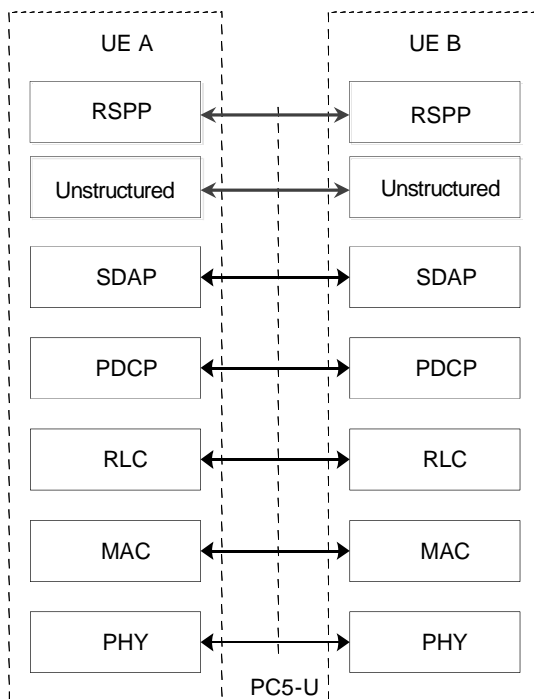 UE A UE B
RSPP RSPP
Unstructured Unstructured
SDAP SDAP
PDCP PDCP
RLC RLC
MAC MAC
PHY PHY
PC5-U